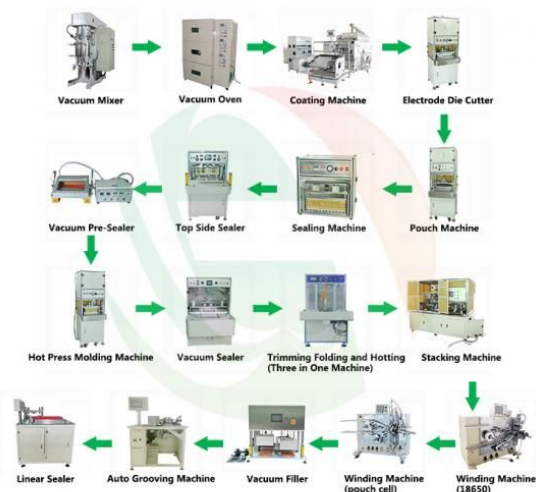 Vacuum Mixer
Vacuum Oven
Coating Machine
Electrode Die Cutter
Vacuum Pre-Sealer
Top Side Sealer
Sealing Machine
Pouch Machine
Hot Press Molding Machine
Vacuum Sealer
Trimming Folding and Hotting
(Three in One Machine)
Stacking Machine
Linear Sealer
Auto Grooving Machine
Vacuum Filler
Winding Machine
(pouch cell)
Winding Machine
(18650)